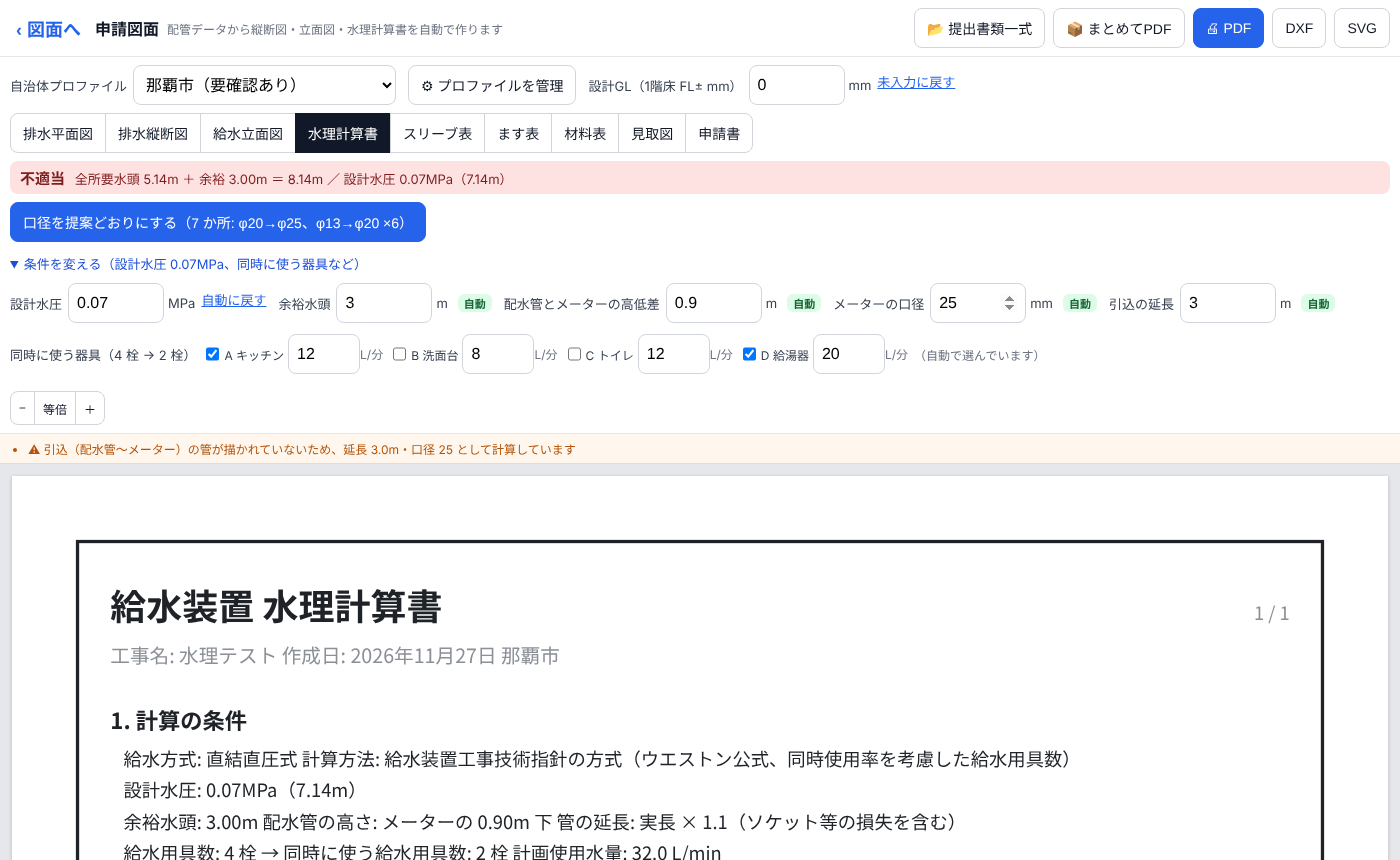 ‹ 図面へ 申請図面 配管データから縦断図・立面図・水理計算書を自動で作ります 📂 提出書類一式 📦 まとめてPDF 🖨 PDF DXF SVG
自治体プロファイル 那覇市（要確認あり） ⚙ プロファイルを管理 設計GL（1階床 FL± mm） 0 mm 未入力に戻す
排水平面図 排水縦断図 給水立面図 水理計算書 スリーブ表 ます表 材料表 見取図 申請書
不適当 全所要水頭 5.14m ＋ 余裕 3.00m ＝ 8.14m ／ 設計水圧 0.07MPa（7.14m）
口径を提案どおりにする（7 か所: φ20→φ25、φ13→φ20 ×6）
▼ 条件を変える（設計水圧 0.07MPa、同時に使う器具など）
設計水圧 0.07 MPa 自動に戻す 余裕水頭 3 m 自動 配水管とメーターの高低差 0.9 m 自動 メーターの口径 25 mm 自動 引込の延長 3 m 自動
同時に使う器具（4 栓 → 2 栓） A キッチン 12 L/分 B 洗面台 8 L/分 C トイレ 12 L/分 D 給湯器 20 L/分 （自動で選んでいます）
− 等倍 ＋
• ⚠ 引込（配水管〜メーター）の管が描かれていないため、延長 3.0m・口径 25 として計算しています
給水装置 水理計算書 1 / 1
工事名: 水理テスト 作成日: 2026年11月27日 那覇市
1. 計算の条件
給水方式: 直結直圧式 計算方法: 給水装置工事技術指針の方式（ウエストン公式、同時使用率を考慮した給水用具数）
設計水圧: 0.07MPa（7.14m）
余裕水頭: 3.00m 配水管の高さ: メーターの 0.90m 下 管の延長: 実長 × 1.1（ソケット等の損失を含む）
給水用具数: 4 栓 → 同時に使う給水用具数: 2 栓 計画使用水量: 32.0 L/min